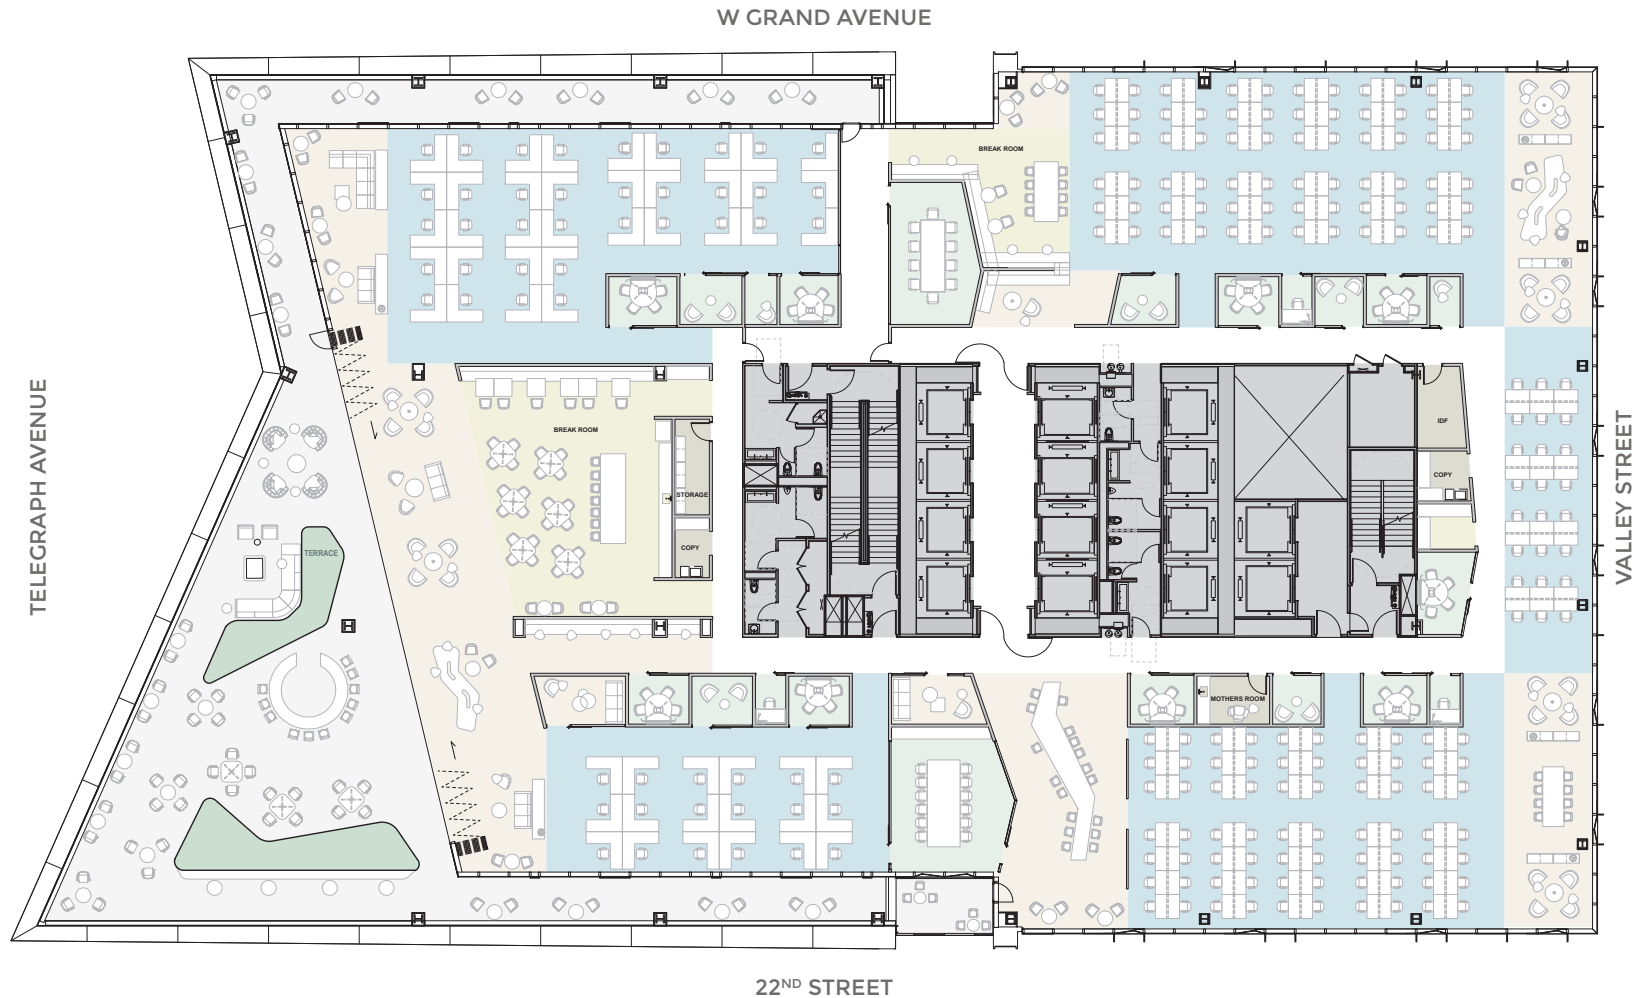 W GRAND AVENUE
BREAK ROOM
TELEGRAPH AVENUE
BREAK ROOM
IDF
VALLEY STREET
COPY
STORAGE
COPY
TERRACE
MOTHERS ROOM
22ND STREET